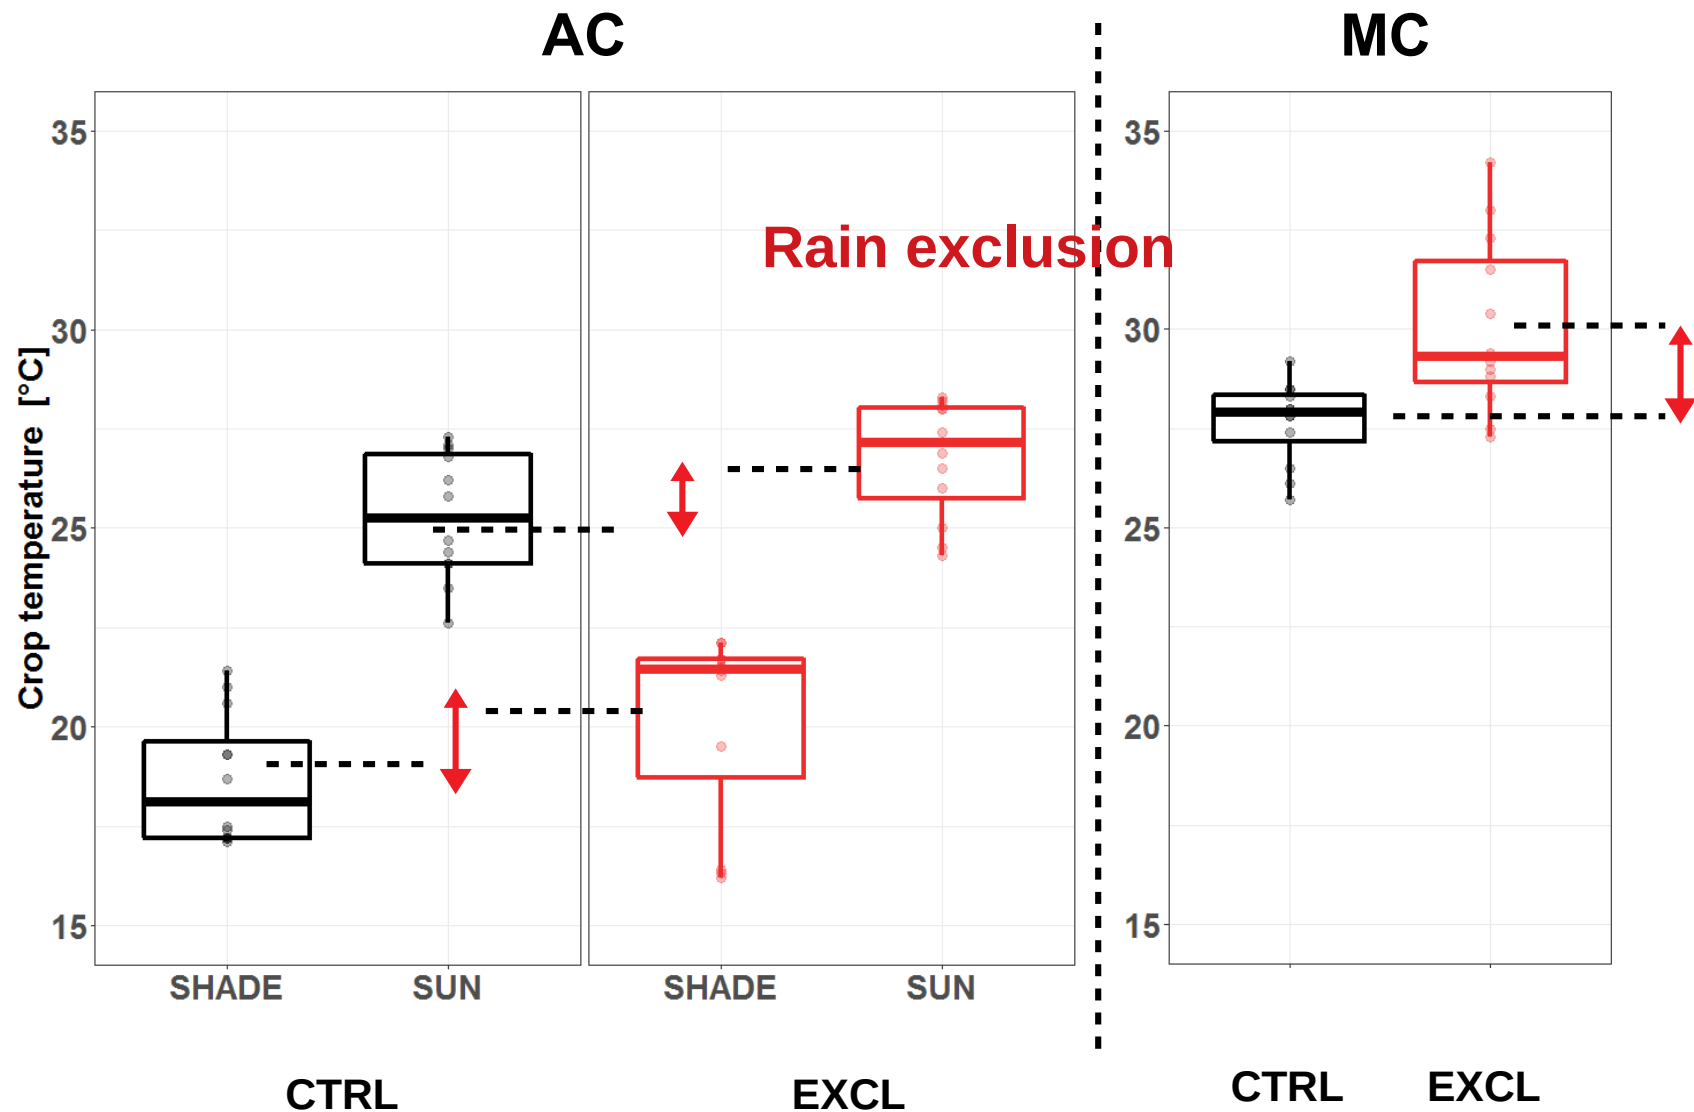 AC
MC
Rain exclusion
Crop temperature [°C]
35
30
25
20
15
35
30
25
20
15
SHADE
SUN
SHADE
SUN
CTRL
EXCL
CTRL
EXCL